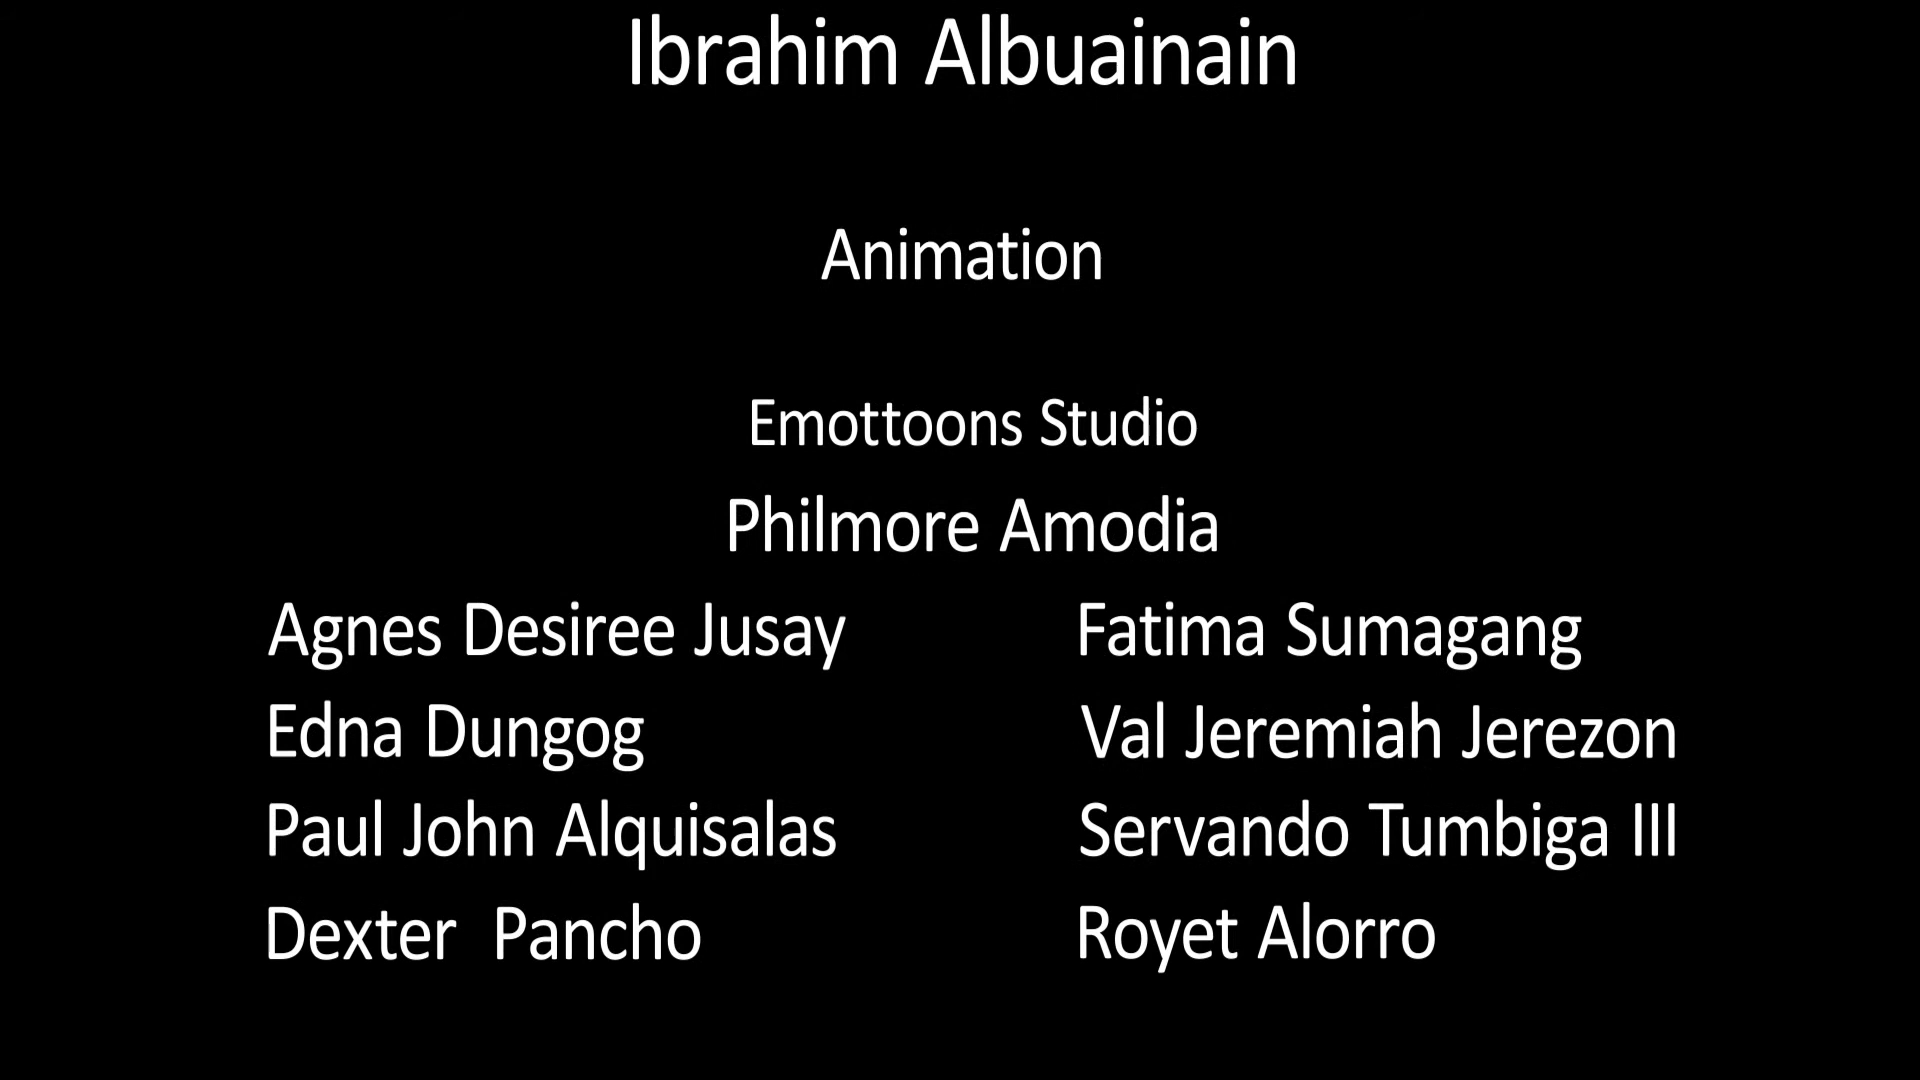 Ibrahim Albuainain
Animation
Emottoons Studio
Philmore Amodia
Agnes Desiree Jusay Fatima Sumagang
Edna Dungog Val Jeremiah Jerezon
Paul John Alquisalas Servando Tumbiga III
Dexter  Pancho Royet Alorro